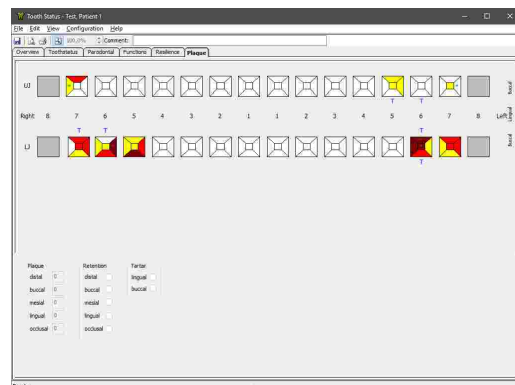 Tooth Status - Test, Patient 1
File Edit View Configuration Help
100,0% Comment:
Overview Toothstatus Parodontal Functions Resilience Plaque
UJ Buccal
T T
Right 8 7 6 5 4 3 2 1 1 2 3 4 5 6 7 8 Left Lingual
T T T
LJ Buccal
T
Plaque Retention Tartar
distal 0 distal lingual
buccal 0 buccal buccal
mesial 0 mesial
lingual 0 lingual
occlusal 0 occlusal